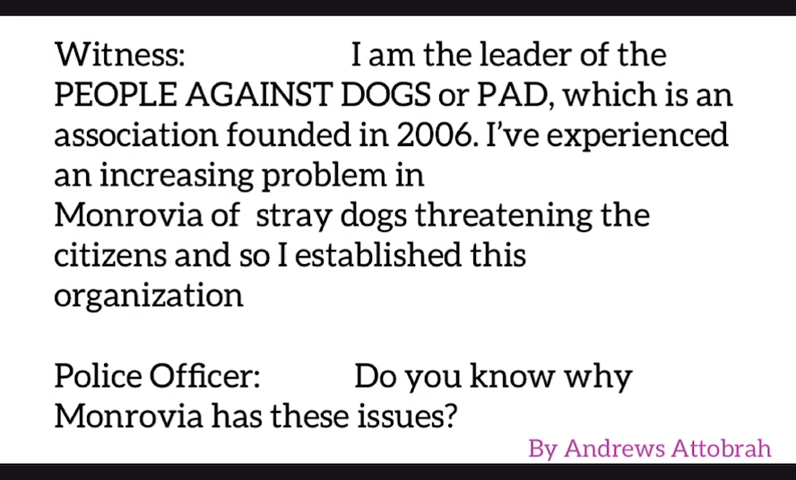 Witness: I am the leader of the
PEOPLE AGAINST DOGS or PAD, which is an
association founded in 2006. I've experienced
an increasing problem in
Monrovia of stray dogs threatening the
citizens and so I established this
organization
Police Officer: Do you know why
Monrovia has these issues?
By Andrews Attobrah